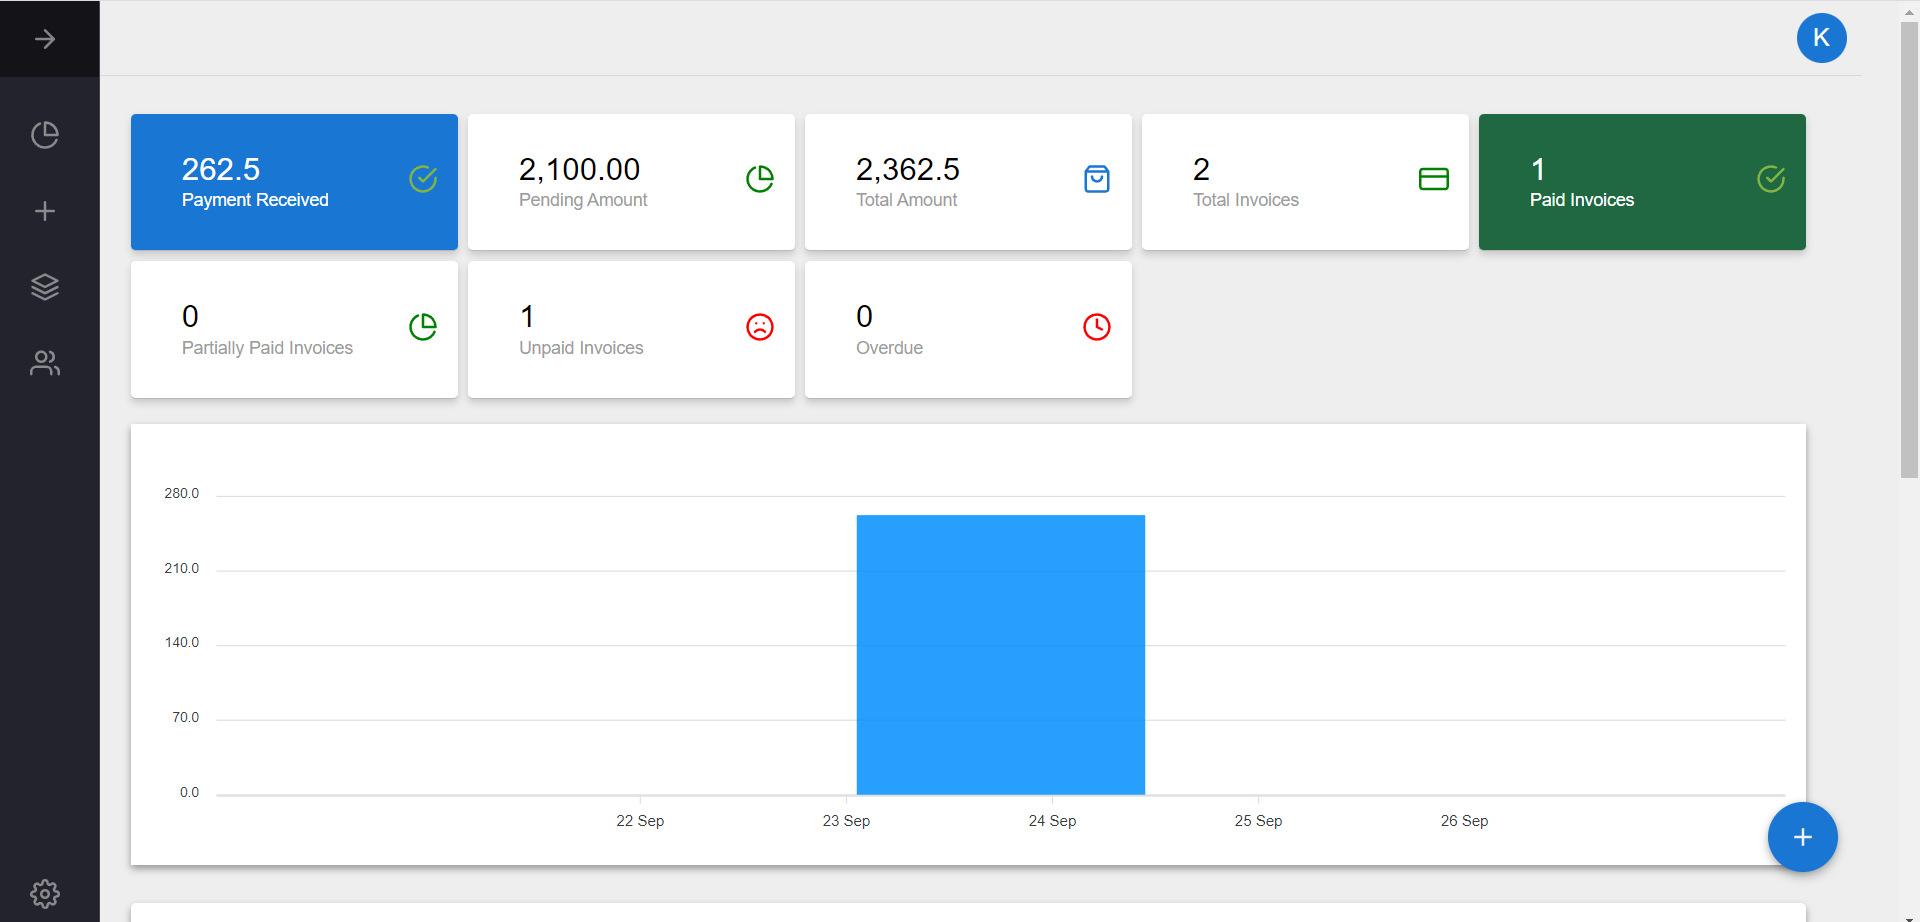 K
262.5
Payment Received
2,100.00
Pending Amount
2,362.5
Total Amount
2
Total Invoices
1
Paid Invoices
0
Partially Paid Invoices
1
Unpaid Invoices
0
Overdue
280.0
210.0
140.0
70.0
0.0
22 Sep
23 Sep
24 Sep
25 Sep
26 Sep